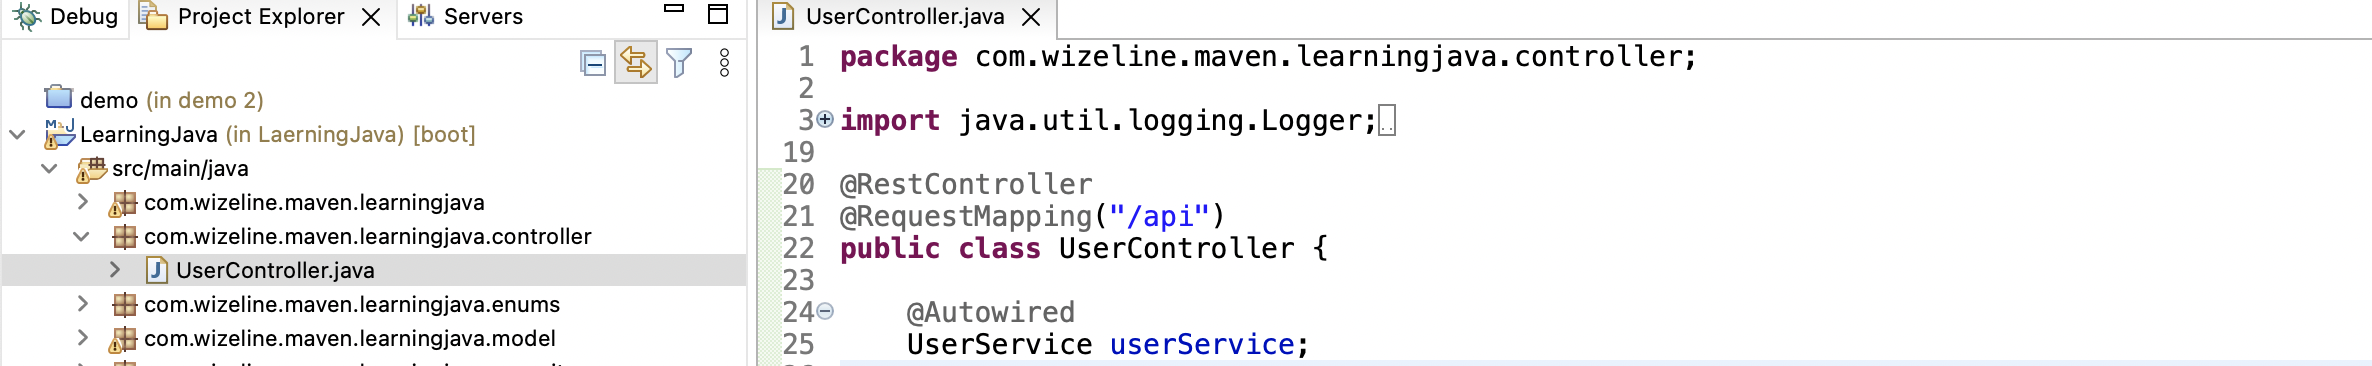 Debug Project Explorer Servers
demo (in demo 2)
LearningJava (in LaerningJava) [boot]
src/main/java
com.wizeline.maven.learningjava
com.wizeline.maven.learningjava.controller
UserController.java
com.wizeline.maven.learningjava.enums
com.wizeline.maven.learningjava.model
UserController.java
1 package com.wizeline.maven.learningjava.controller;
2
3 import java.util.logging.Logger;
19
20 @RestController
21 @RequestMapping("/api")
22 public class UserController {
23
24 @Autowired
25 UserService userService;